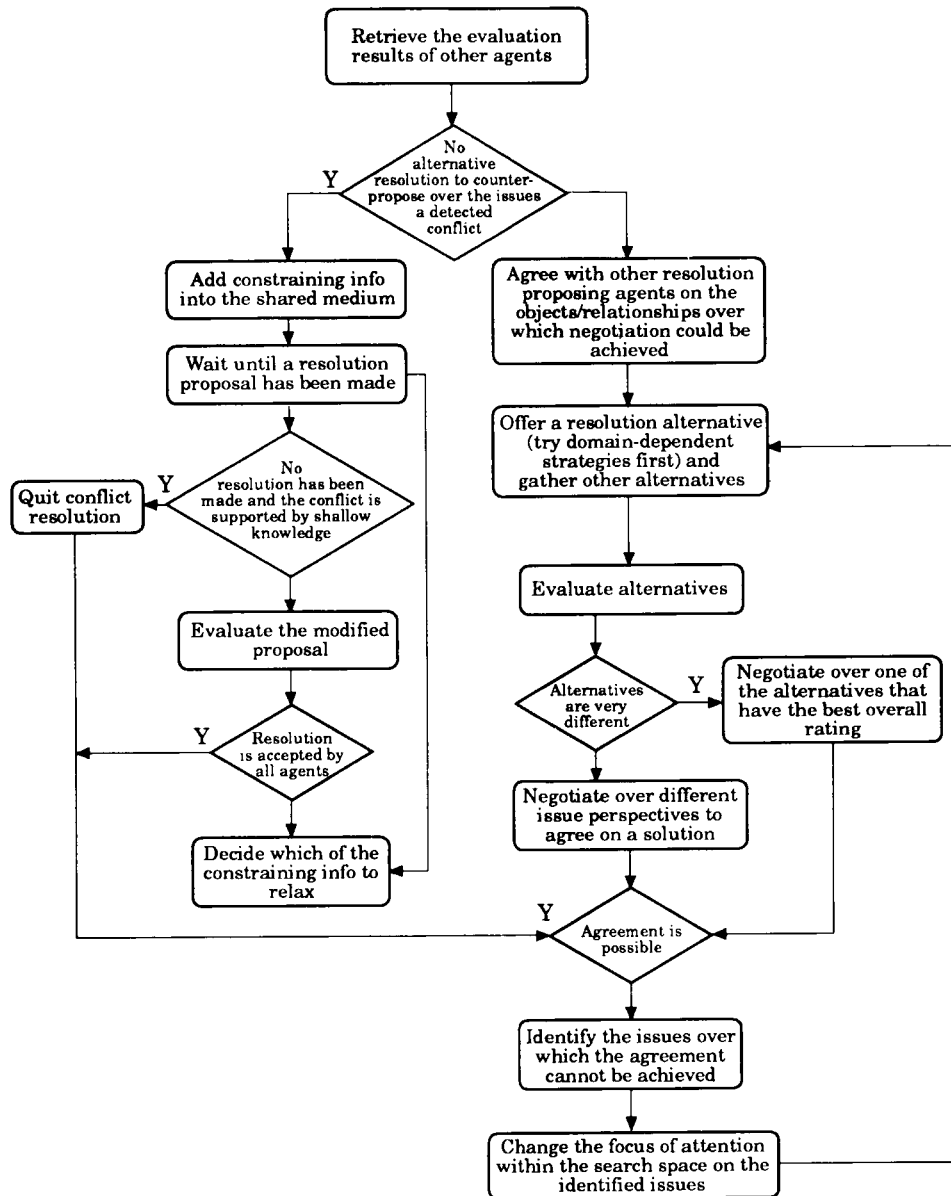 Retrieve the evaluation
results of other agents
No
alternative
resolution to counter-
propose over the issues
a detected
conflict
Y
Add constraining info
into the shared medium
Agree with other resolution
proposing agents on the
objects/relationships over
which negotiation could be
achieved
Wait until a resolution
proposal has been made
Offer a resolution alternative
(try domain-dependent
strategies first) and
gather other alternatives
No
resolution has been
made and the conflict is
supported by shallow
knowledge
Y
Quit conflict
resolution
Evaluate alternatives
Evaluate the modified
proposal
Alternatives
are very
different
Y
Negotiate over one of
the alternatives that
have the best overall
rating
Y
Resolution
is accepted by
all agents
Negotiate over different
issue perspectives to
agree on a solution
Decide which of the
constraining info to
relax
Y
Agreement is
possible
Identify the issues over
which the agreement
cannot be achieved
Change the focus of attention
within the search space on the
identified issues